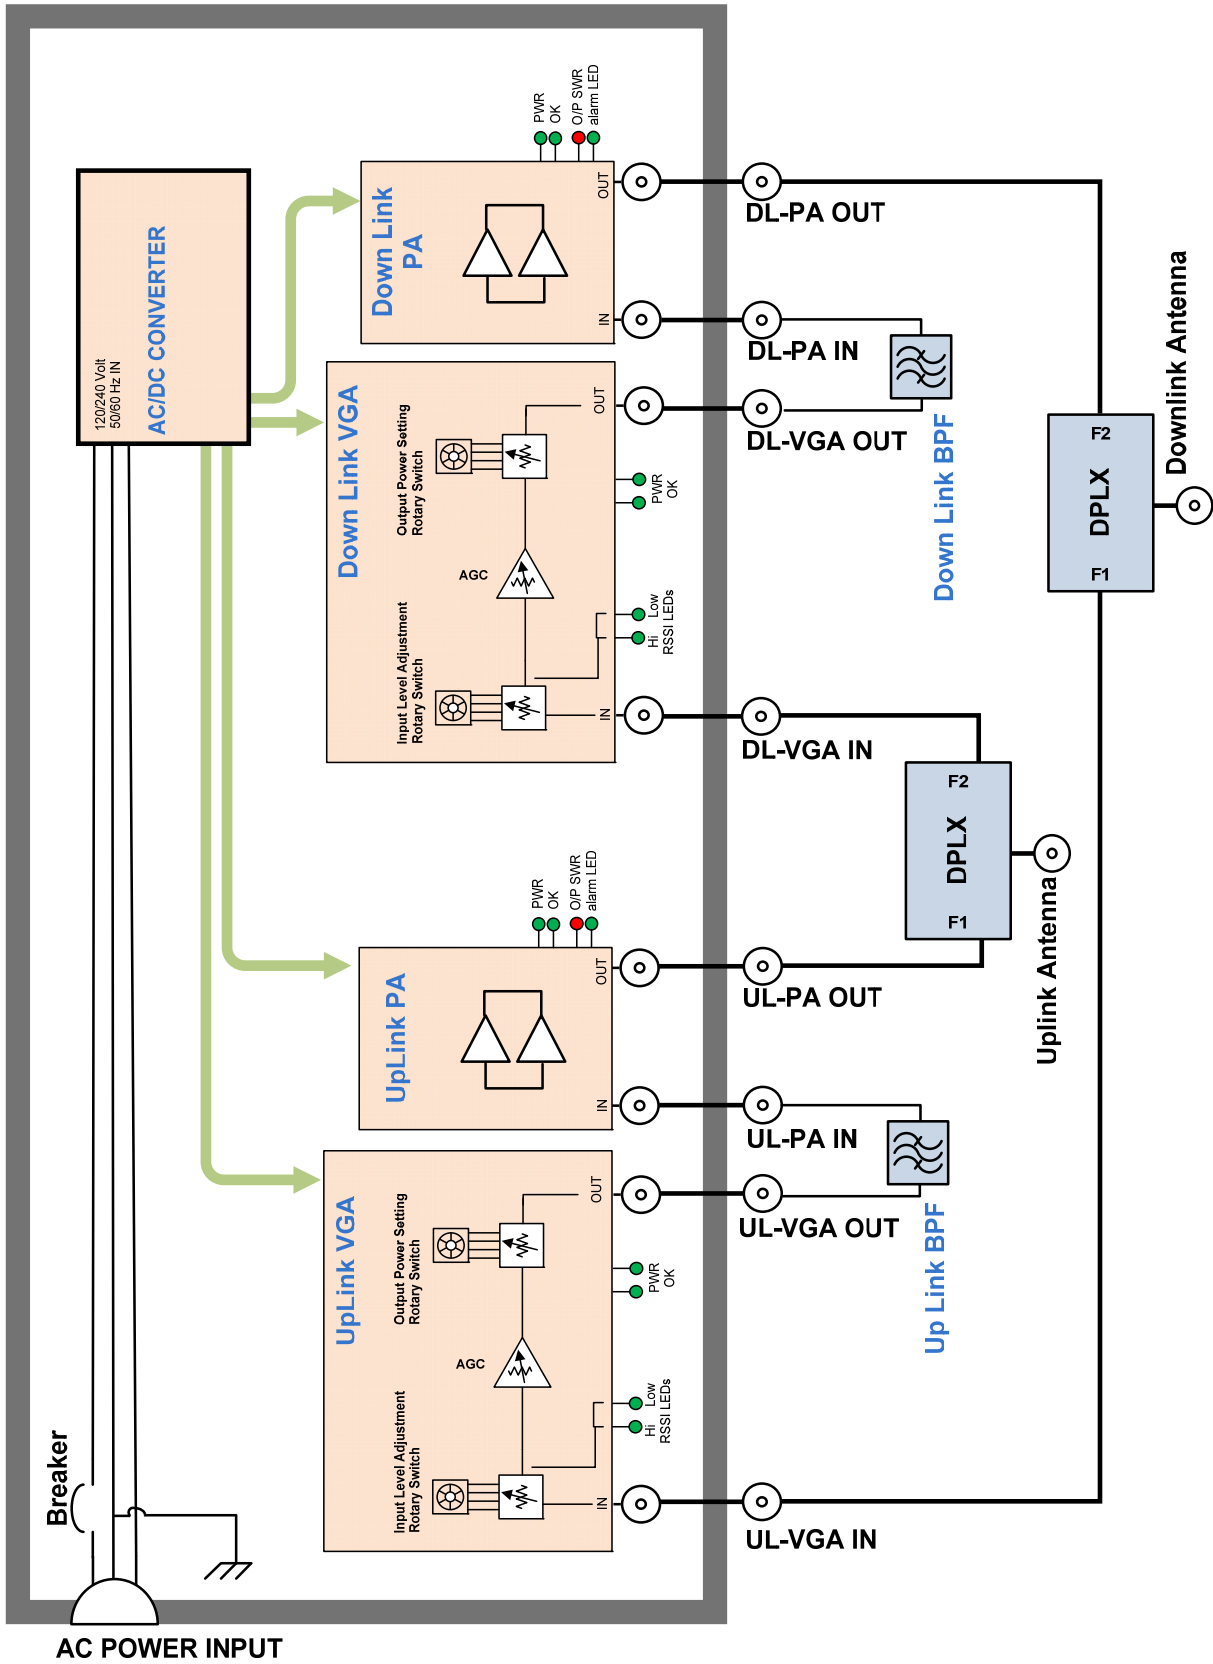 PWR
OK
O/P SWR
alarm LED
120/240 Volt
50/60 Hz IN
AC/DC CONVERTER
Down Link
PA
OUT
IN
DL-PA OUT
DL-PA IN
Down Link VGA
Output Power Setting
Rotary Switch
AGC
Input Level Adjustment
Rotary Switch
OUT
PWR
OK
Low
Hi
RSSI LEDs
IN
DL-VGA OUT
Down Link BPF
DL-VGA IN
F2
DPLX
F1
Downlink Antenna
F2
DPLX
F1
Uplink Antenna
PWR
OK
O/P SWR
alarm LED
UpLink PA
OUT
IN
UL-PA OUT
UL-PA IN
UpLink VGA
Output Power Setting
Rotary Switch
AGC
Input Level Adjustment
Rotary Switch
OUT
PWR
OK
Low
Hi
RSSI LEDs
IN
UL-VGA OUT
Up Link BPF
UL-VGA IN
Breaker
AC POWER INPUT